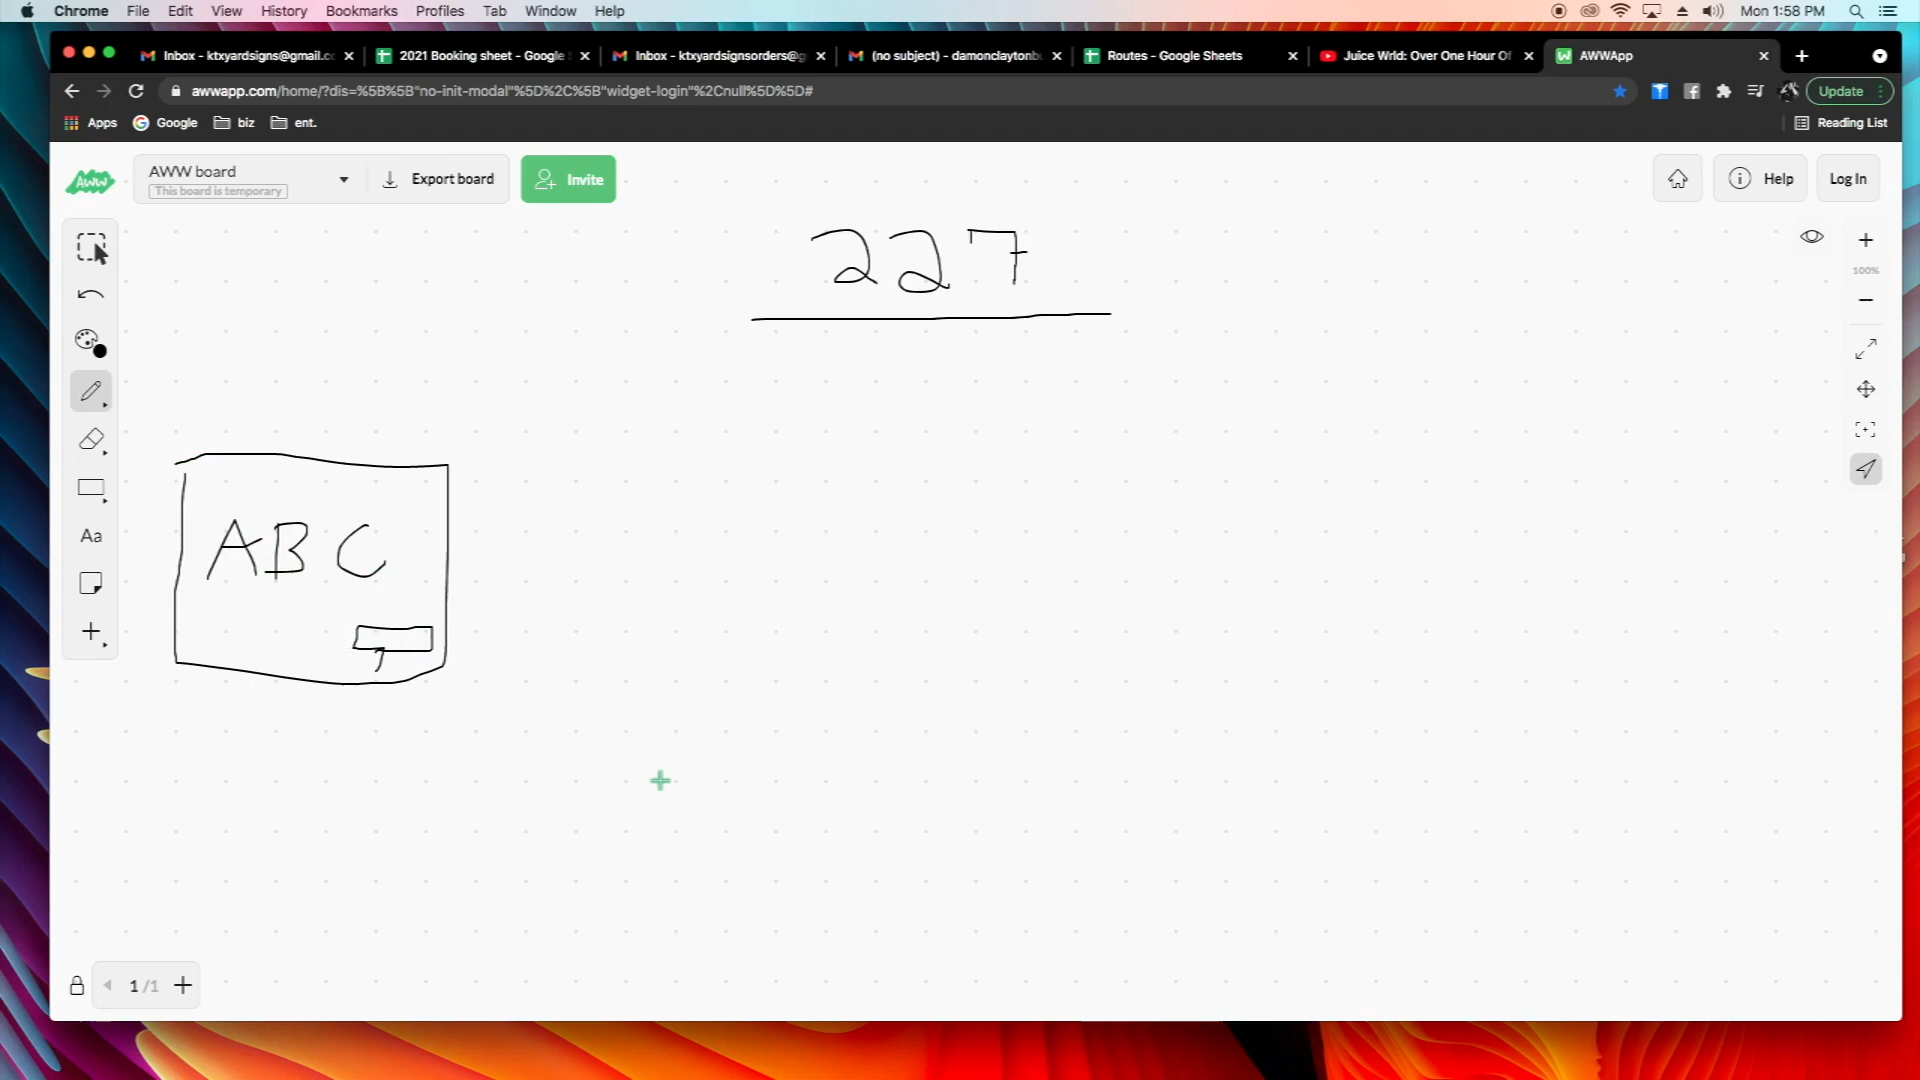 Chrome File Edit View History Bookmarks Profiles Tab Window Help Mon 1:58 PM
Inbox - ktxyardsigns@gmail.c 2021 Booking sheet - Google Inbox - ktxyardsignsorders@g (no subject) - damonclaytonb Routes - Google Sheets Juice Wrld: Over One Hour Of AWWApp
awwapp.com/home/?dis=%5B%5B"no-init-modal"%5D%2C%5B"widget-login"%2Cnull%5D%5D# Update
Apps Google biz ent. Reading List
AWW
AWW board
This board is temporary
Export board
Invite
Help
Log In
227
100%
Aa
ABC
1/1